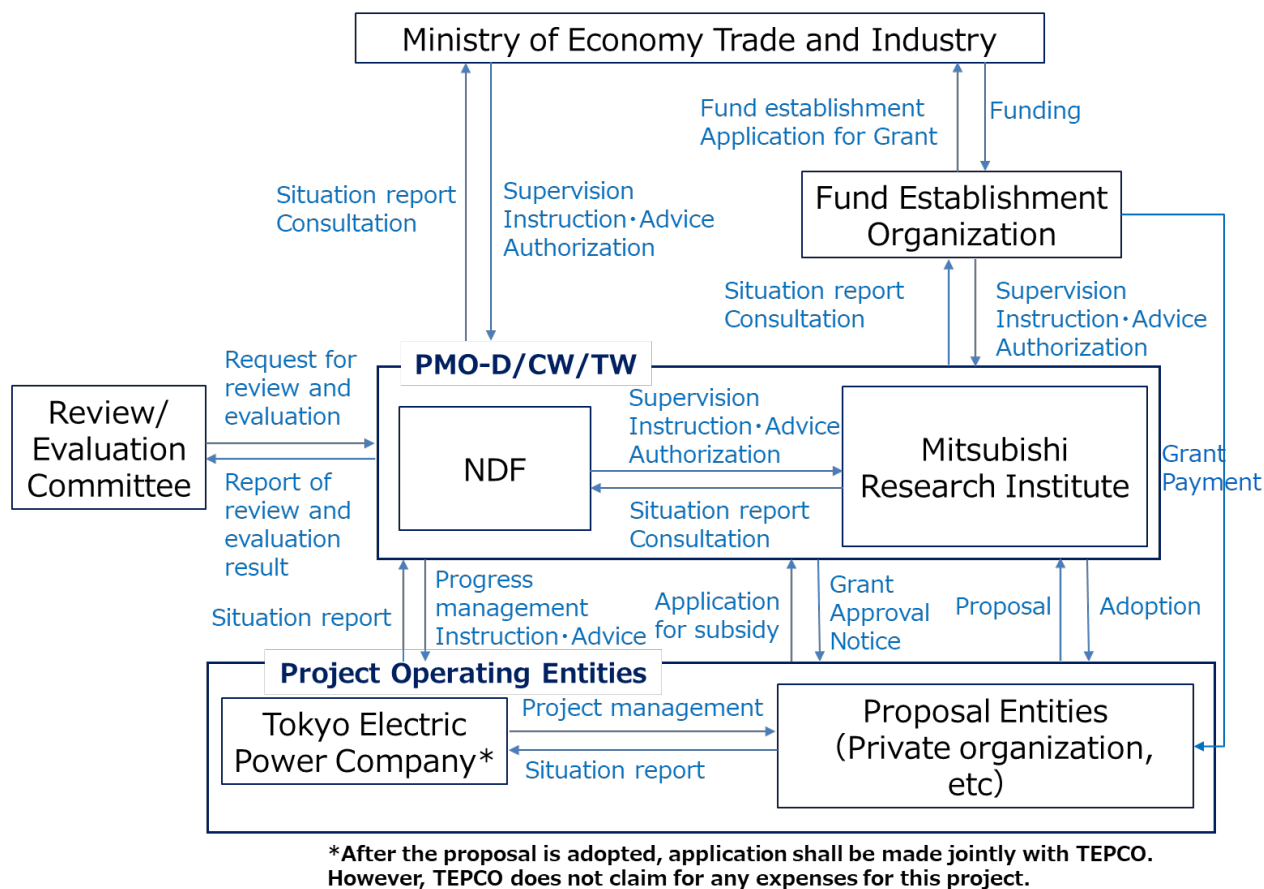 Ministry of Economy Trade and Industry
Fund establishment
Application for Grant
Funding
Situation report
Consultation
Supervision
Instruction・Advice
Authorization
Fund Establishment
Organization
Situation report
Consultation
Supervision
Instruction・Advice
Authorization
PMO-D/CW/TW
Request for
review and
evaluation
Review/
Evaluation
Committee
Report of
review and
evaluation
result
NDF
Supervision
Instruction・Advice
Authorization
Situation report
Consultation
Mitsubishi
Research Institute
Grant
Payment
Situation report
Progress
management
Instruction・Advice
Application
for subsidy
Grant
Approval
Notice
Proposal
Adoption
Project Operating Entities
Tokyo Electric
Power Company*
Project management
Situation report
Proposal Entities
（Private organization,
etc）
*After the proposal is adopted, application shall be made jointly with TEPCO.
However, TEPCO does not claim for any expenses for this project.